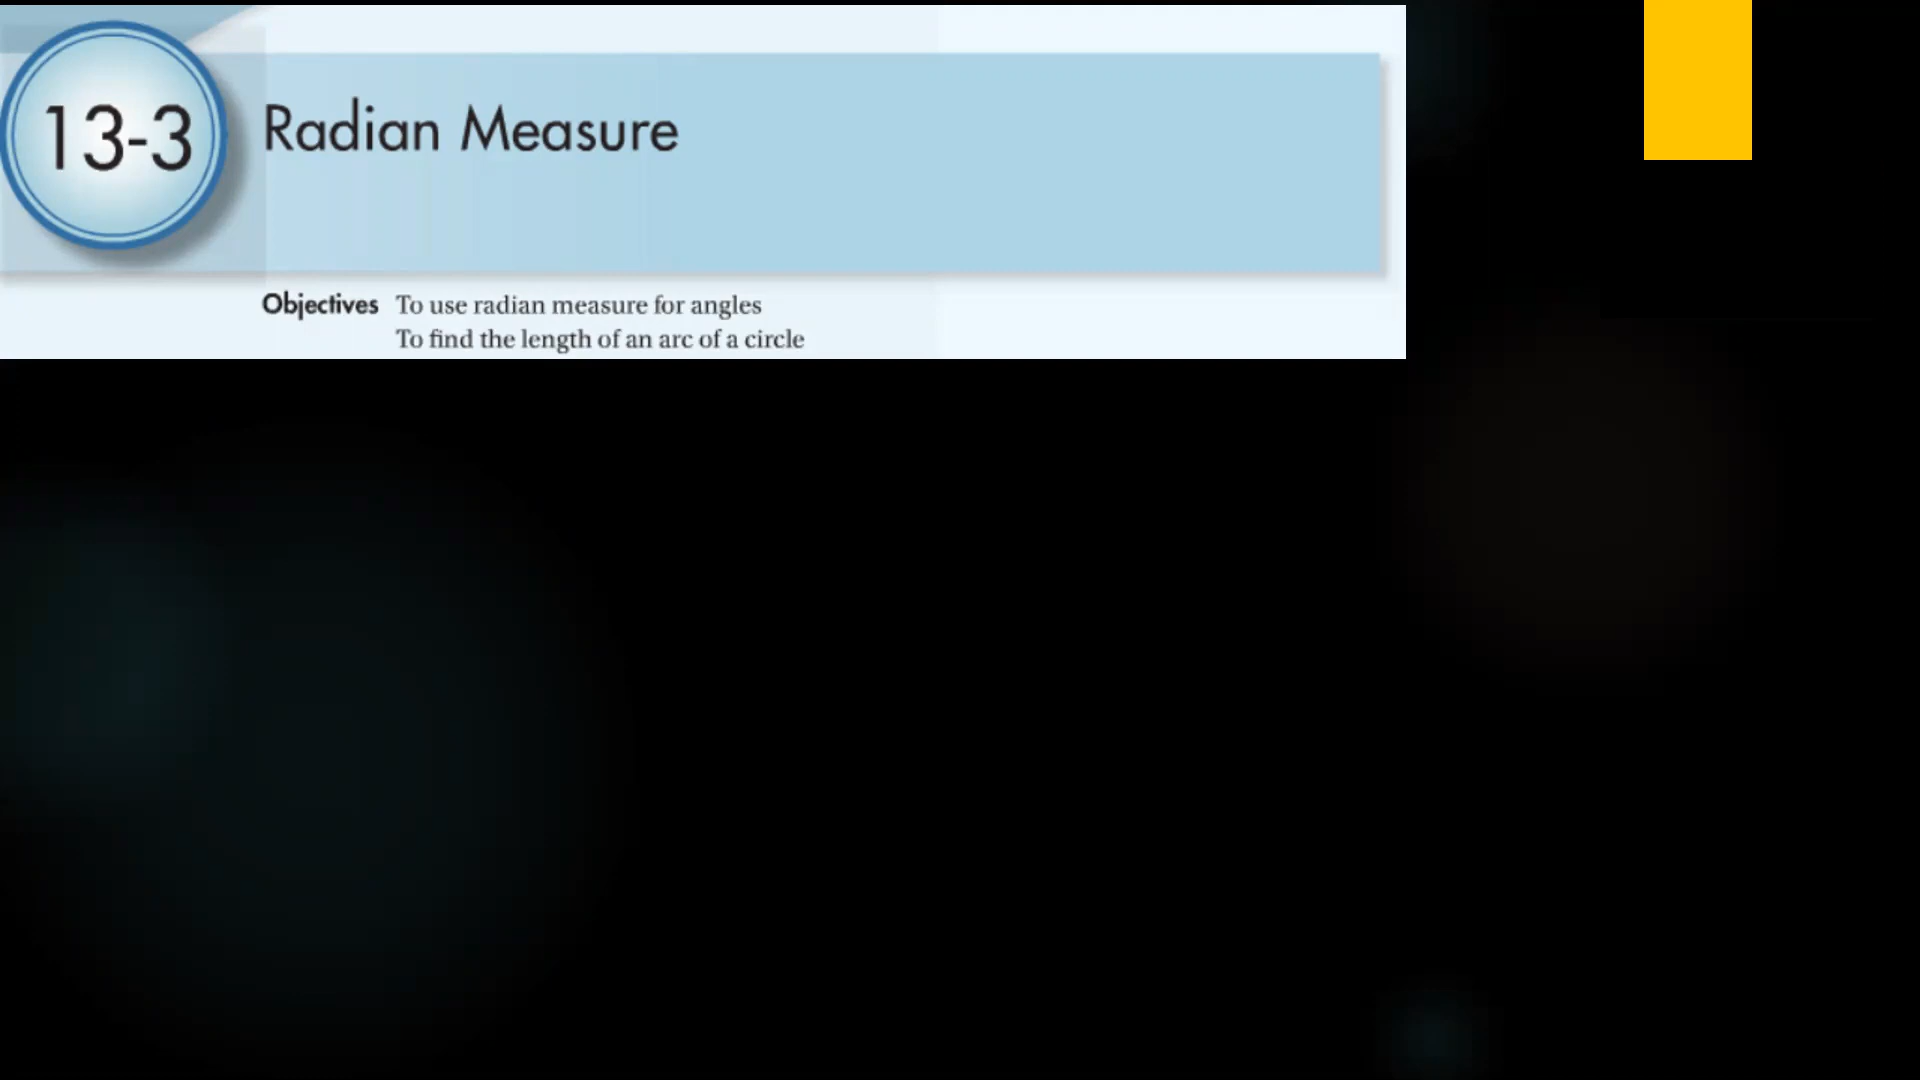 13-3 Radian Measure
Objectives To use radian measure for angles
To find the length of an arc of a circle